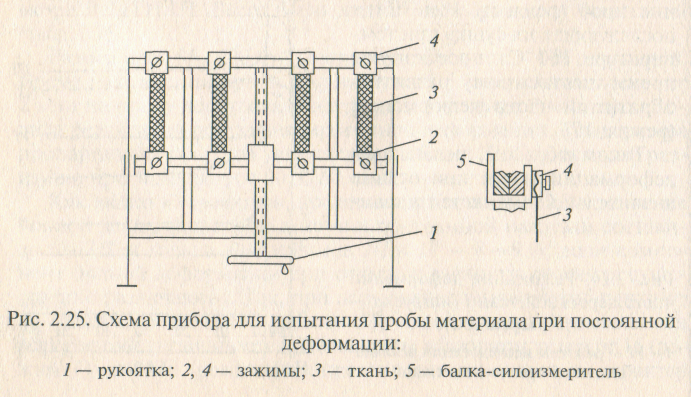 4
3
2
1
5
4
3
Рис. 2.25. Схема прибора для испытания пробы материала при постоянной
деформации:
1 — рукоятка; 2, 4 — зажимы; 3 — ткань; 5 — балка-силоизмеритель